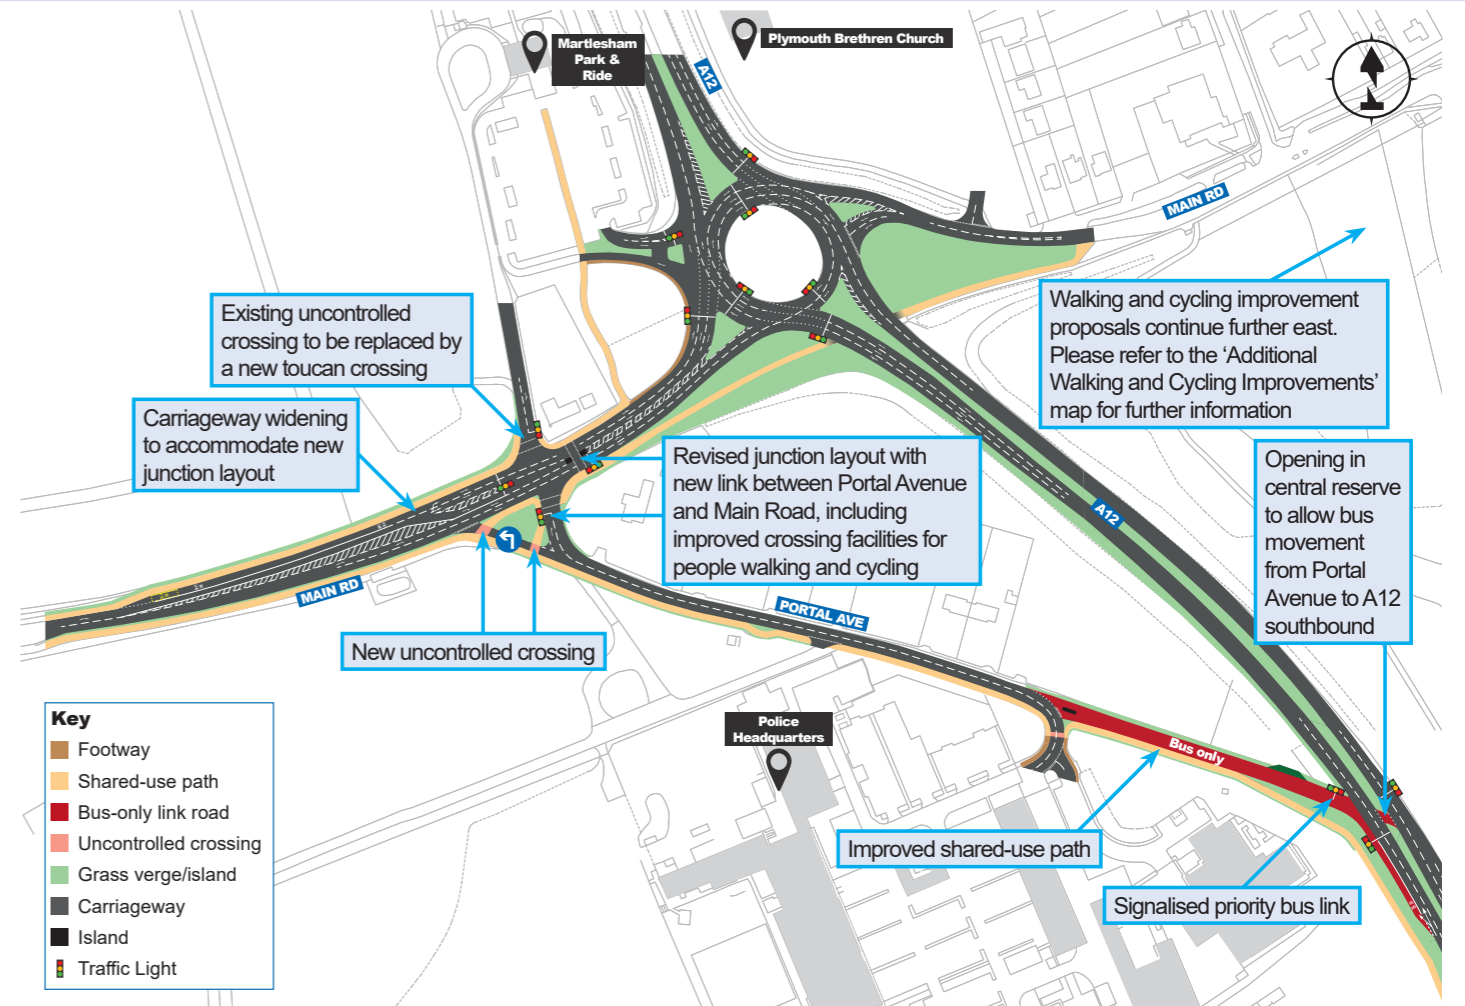 Martlesham
Park &
Ride
Plymouth Brethren Church
A12
MAIN RD
Existing uncontrolled
crossing to be replaced by
a new toucan crossing
Walking and cycling improvement
proposals continue further east.
Please refer to the ‘Additional
Walking and Cycling Improvements’
map for further information
Carriageway widening
to accommodate new
junction layout
Revised junction layout with
new link between Portal Avenue
and Main Road, including
improved crossing facilities for
people walking and cycling
Opening in
central reserve
to allow bus
movement
from Portal
Avenue to A12
southbound
A12
MAIN RD
PORTAL AVE
New uncontrolled crossing
Police
Headquarters
Bus only
Improved shared-use path
Signalised priority bus link
Key
Footway
Shared-use path
Bus-only link road
Uncontrolled crossing
Grass verge/island
Carriageway
Island
Traffic Light